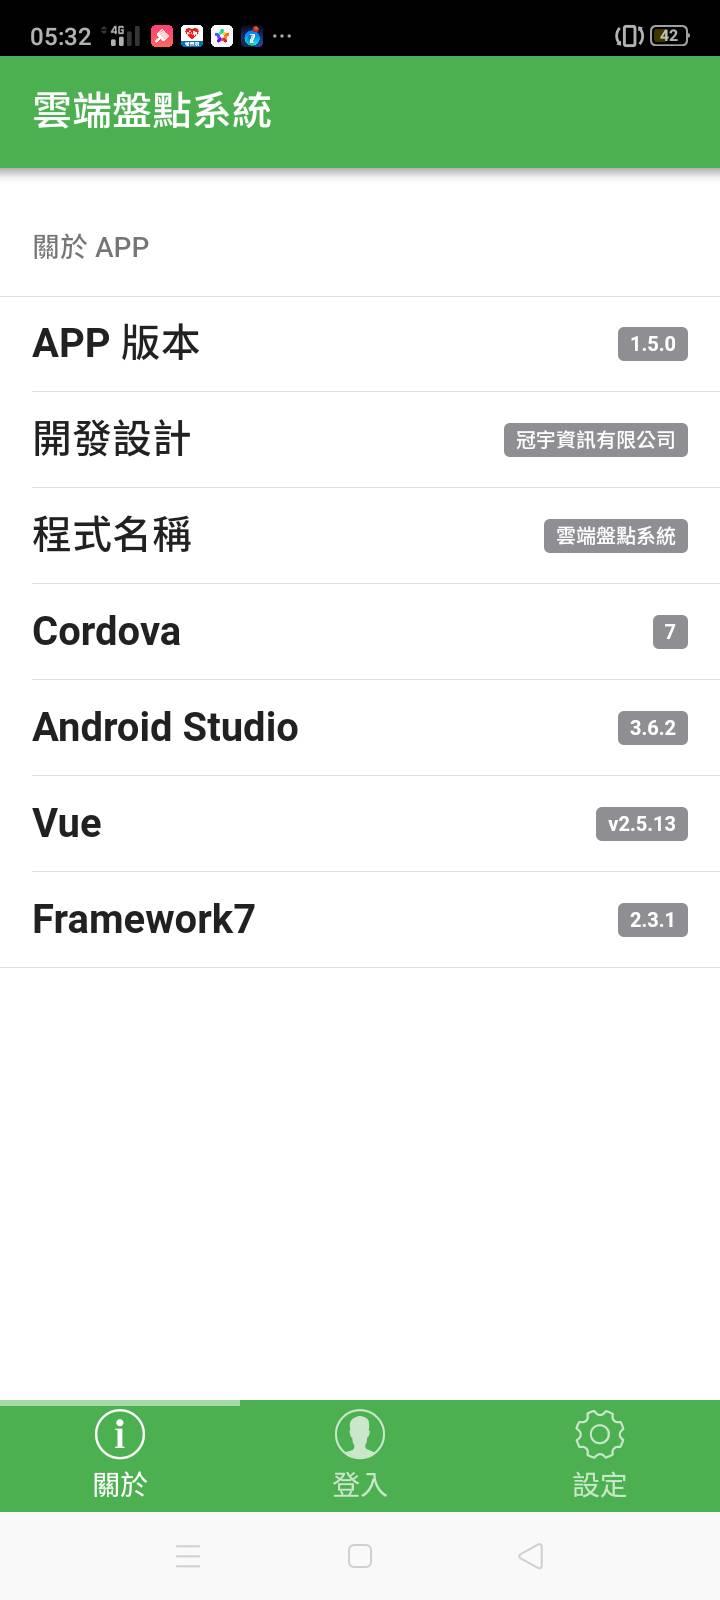 05:32 4G 42
雲端盤點系統
關於 APP
APP 版本 1.5.0
開發設計 冠宇資訊有限公司
程式名稱 雲端盤點系統
Cordova 7
Android Studio 3.6.2
Vue v2.5.13
Framework7 2.3.1
關於 登入 設定